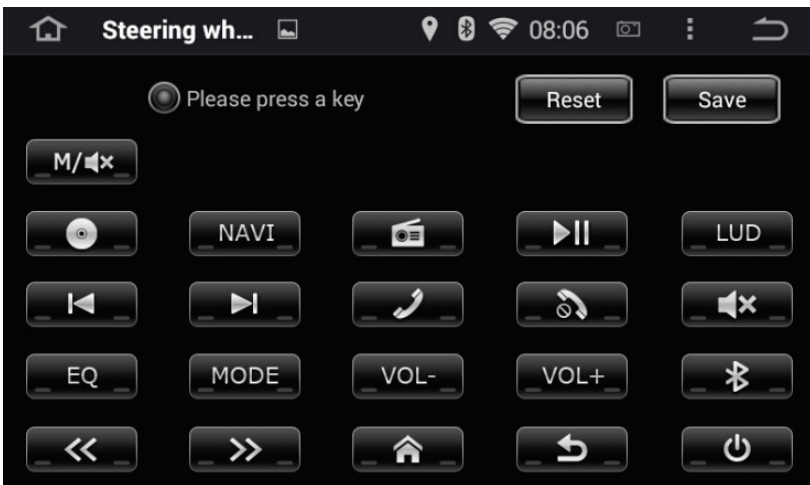 Steering wh... 08:06
Please press a key Reset Save
M/
NAVI LUD
EQ MODE VOL- VOL+